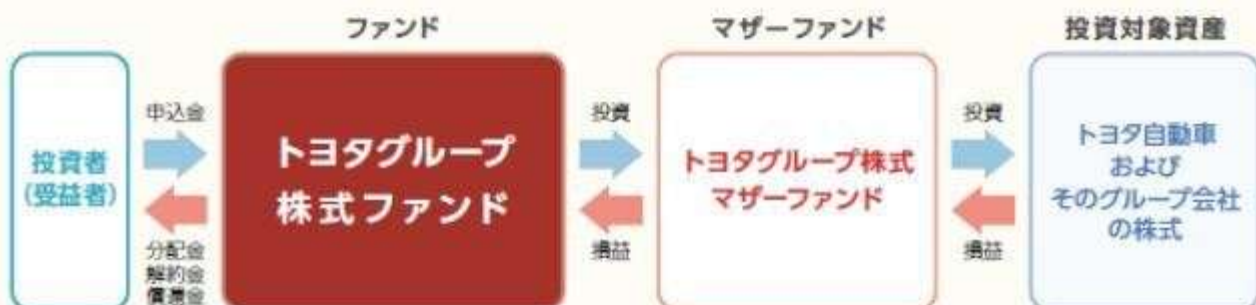 ファンド
マザーファンド
投資対象資産
投資者
(受益者)
申込金
分配金
解約金
償還金
トヨタグループ
株式ファンド
投資
損益
トヨタグループ株式
マザーファンド
投資
損益
トヨタ自動車
および
そのグループ会社
の株式